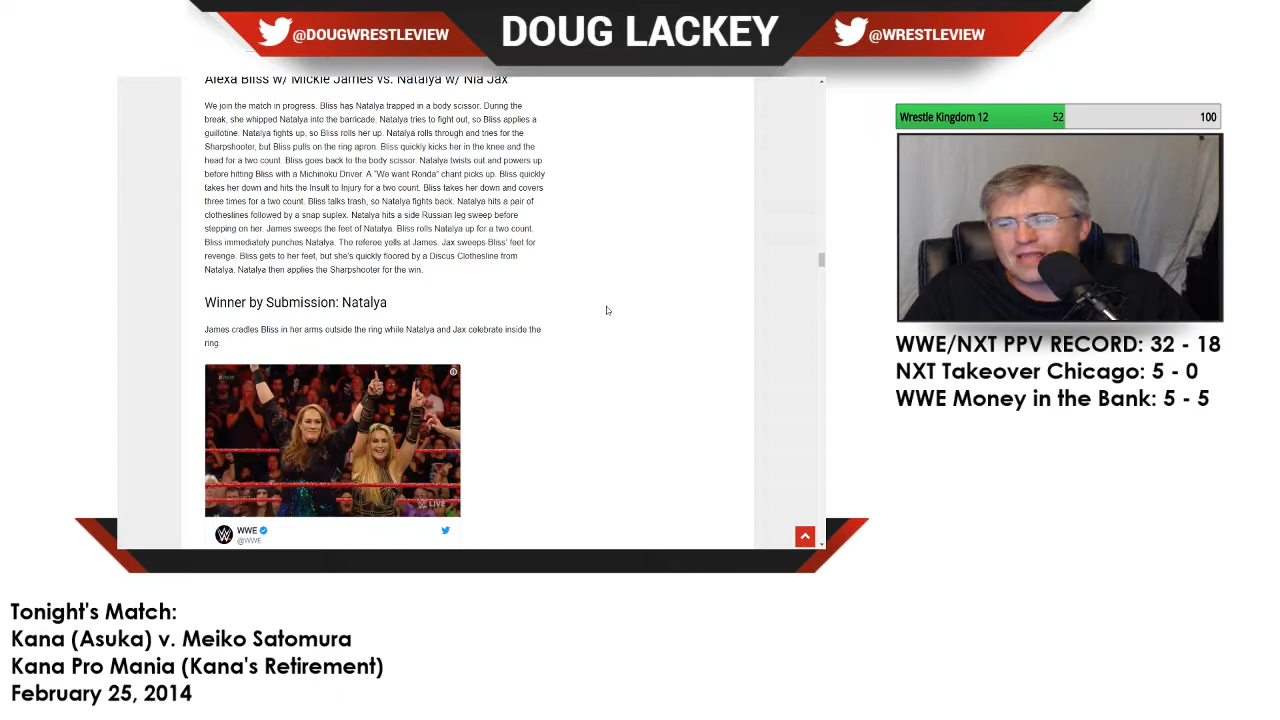 @DOUGWRESTLEVIEW
DOUG LACKEY
@WRESTLEVIEW
Alexa Bliss w/ Mickie James vs. Natalya w/ Nia Jax
We join the match in progress. Bliss has Natalya trapped in a body scissor. During the
break, she whipped Natalya into the barricade. Natalya tries to fight out, so Bliss applies a
guillotine. Natalya fights up, so Bliss rolls her up. Natalya rolls through and tries for the
Sharpshooter, but Bliss pulls on the ring apron. Bliss quickly kicks her in the knee and the
head for a two count. Bliss goes back to the body scissor. Natalya twists out and powers up
before hitting Bliss with a Michinoku Driver. A "We want Ronda" chant picks up. Bliss quickly
takes her down and hits the Insult to Injury for a two count. Bliss takes her down and covers
three times for a two count. Bliss talks trash, so Natalya fights back. Natalya hits a pair of
clotheslines followed by a snap suplex. Natalya hits a side Russian leg sweep before
stepping on her. James sweeps the feet of Natalya. Bliss rolls Natalya up for a two count.
Bliss immediately punches Natalya. The referee yells at James. Jax sweeps Bliss' feet for
revenge. Bliss gets to her feet, but she's quickly floored by a Discus Clothesline from
Natalya. Natalya then applies the Sharpshooter for the win.
Winner by Submission: Natalya
James cradles Bliss in her arms outside the ring while Natalya and Jax celebrate inside the
ring.
LIVE
WWE
@WWE
Wrestle Kingdom 12 52 100
WWE/NXT PPV RECORD: 32 - 18
NXT Takeover Chicago: 5 - 0
WWE Money in the Bank: 5 - 5
Tonight's Match:
Kana (Asuka) v. Meiko Satomura
Kana Pro Mania (Kana's Retirement)
February 25, 2014